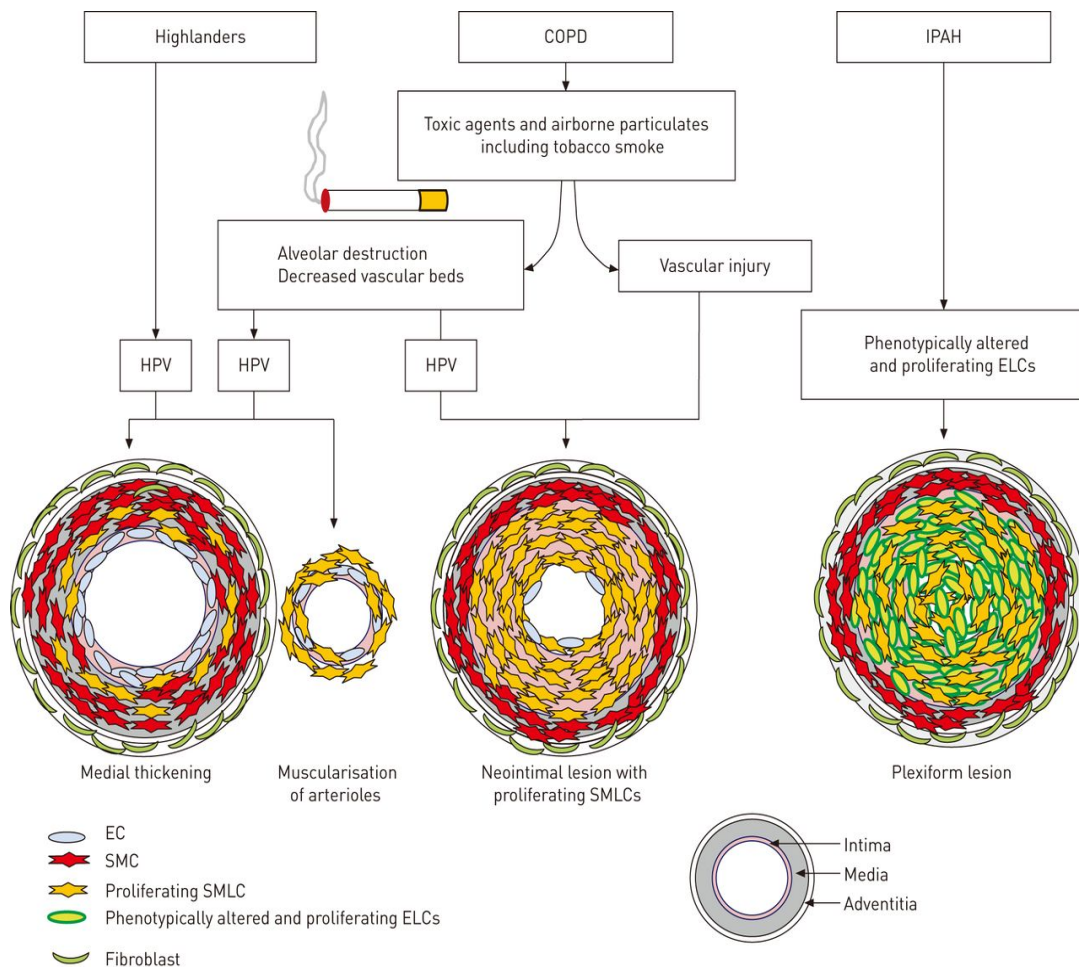 Highlanders
COPD
IPAH
Toxic agents and airborne particulates
including tobacco smoke
Alveolar destruction
Decreased vascular beds
Vascular injury
Phenotypically altered
and proliferating ELCs
HPV
HPV
HPV
Medial thickening
Muscularisation
of arterioles
Neointimal lesion with
proliferating SMLCs
Plexiform lesion
EC
SMC
Proliferating SMLC
Phenotypically altered and proliferating ELCs
Fibroblast
Intima
Media
Adventitia